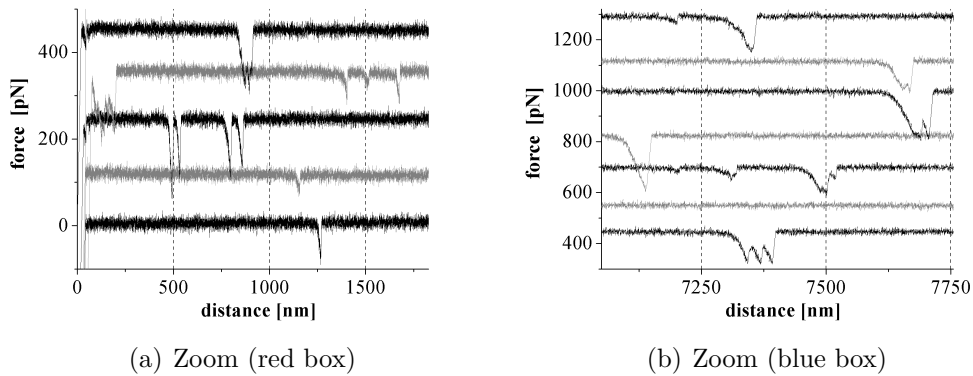 400
200
0
force [pN]
0
500
1000
1500
distance [nm]
(a) Zoom (red box)
1200
1000
800
600
400
force [pN]
7250
7500
7750
distance [nm]
(b) Zoom (blue box)